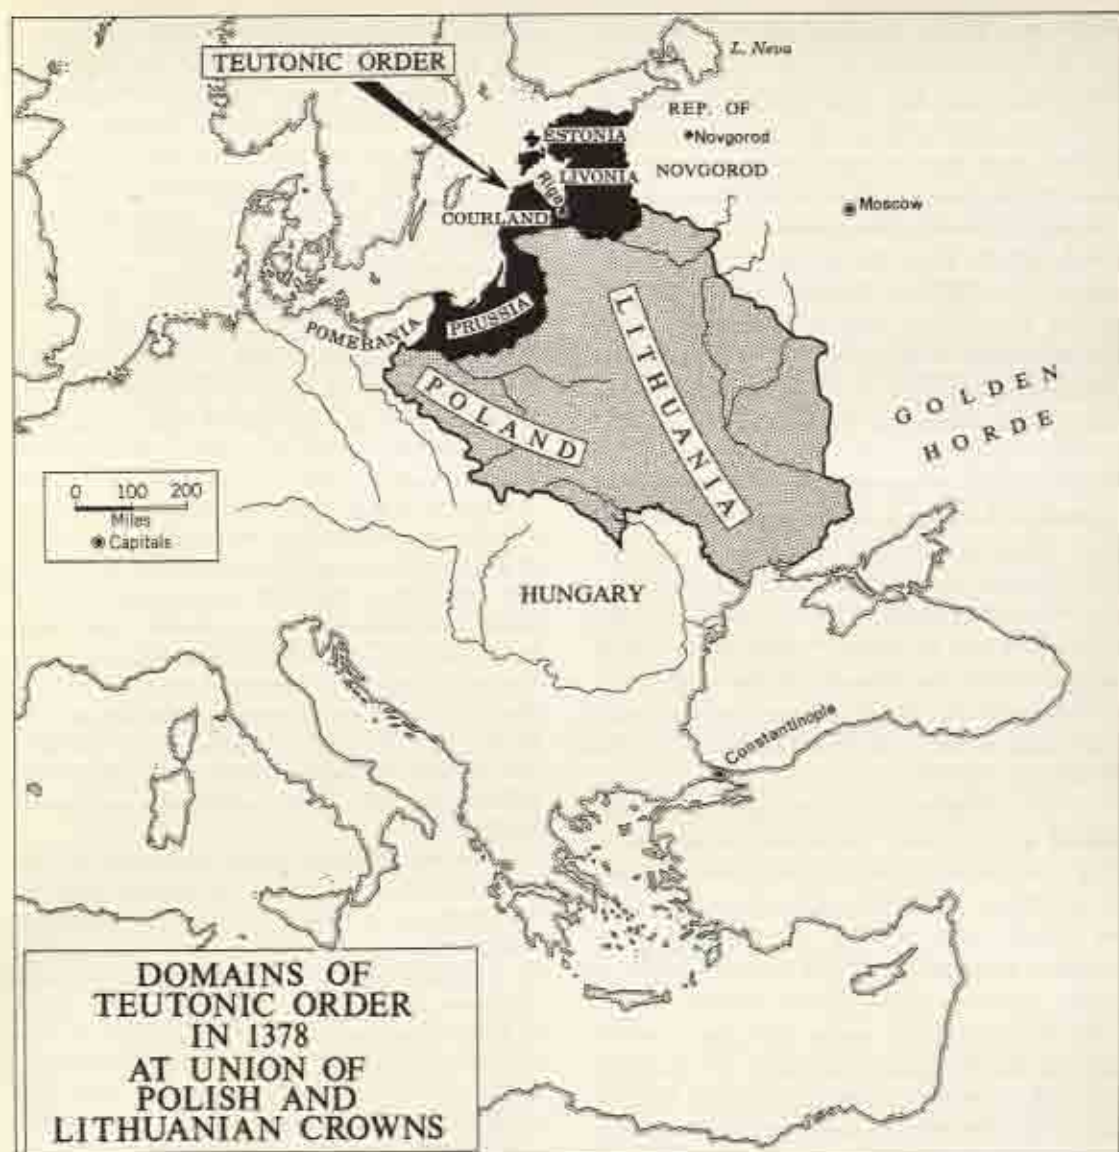 TEUTONIC ORDER
L. Neva
REP. OF
Novgorod
NOVGOROD
ESTONIA
LIVONIA
Riga
COURLAND
Moscow
PRUSSIA
POMERANIA
LITHUANIA
POLAND
GOLDEN
HORDE
0 100 200
Miles
Capitals
HUNGARY
Constantinople
DOMAINS OF
TEUTONIC ORDER
IN 1378
AT UNION OF
POLISH AND
LITHUANIAN CROWNS